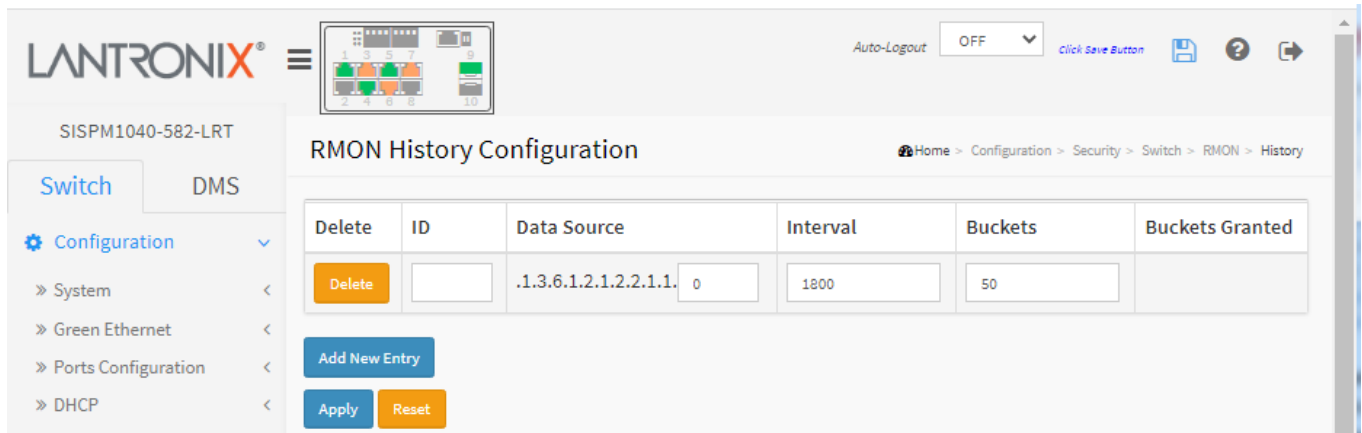 LANTRONIX®
1 3 5 7 9
2 4 6 8 10
Auto-Logout OFF Click Save Button
SISPM1040-582-LRT
Switch DMS
Configuration
» System
» Green Ethernet
» Ports Configuration
» DHCP
RMON History Configuration
Home > Configuration > Security > Switch > RMON > History
Delete ID Data Source Interval Buckets Buckets Granted
Delete .1.3.6.1.2.1.2.2.1.1. 0 1800 50
Add New Entry
Apply Reset